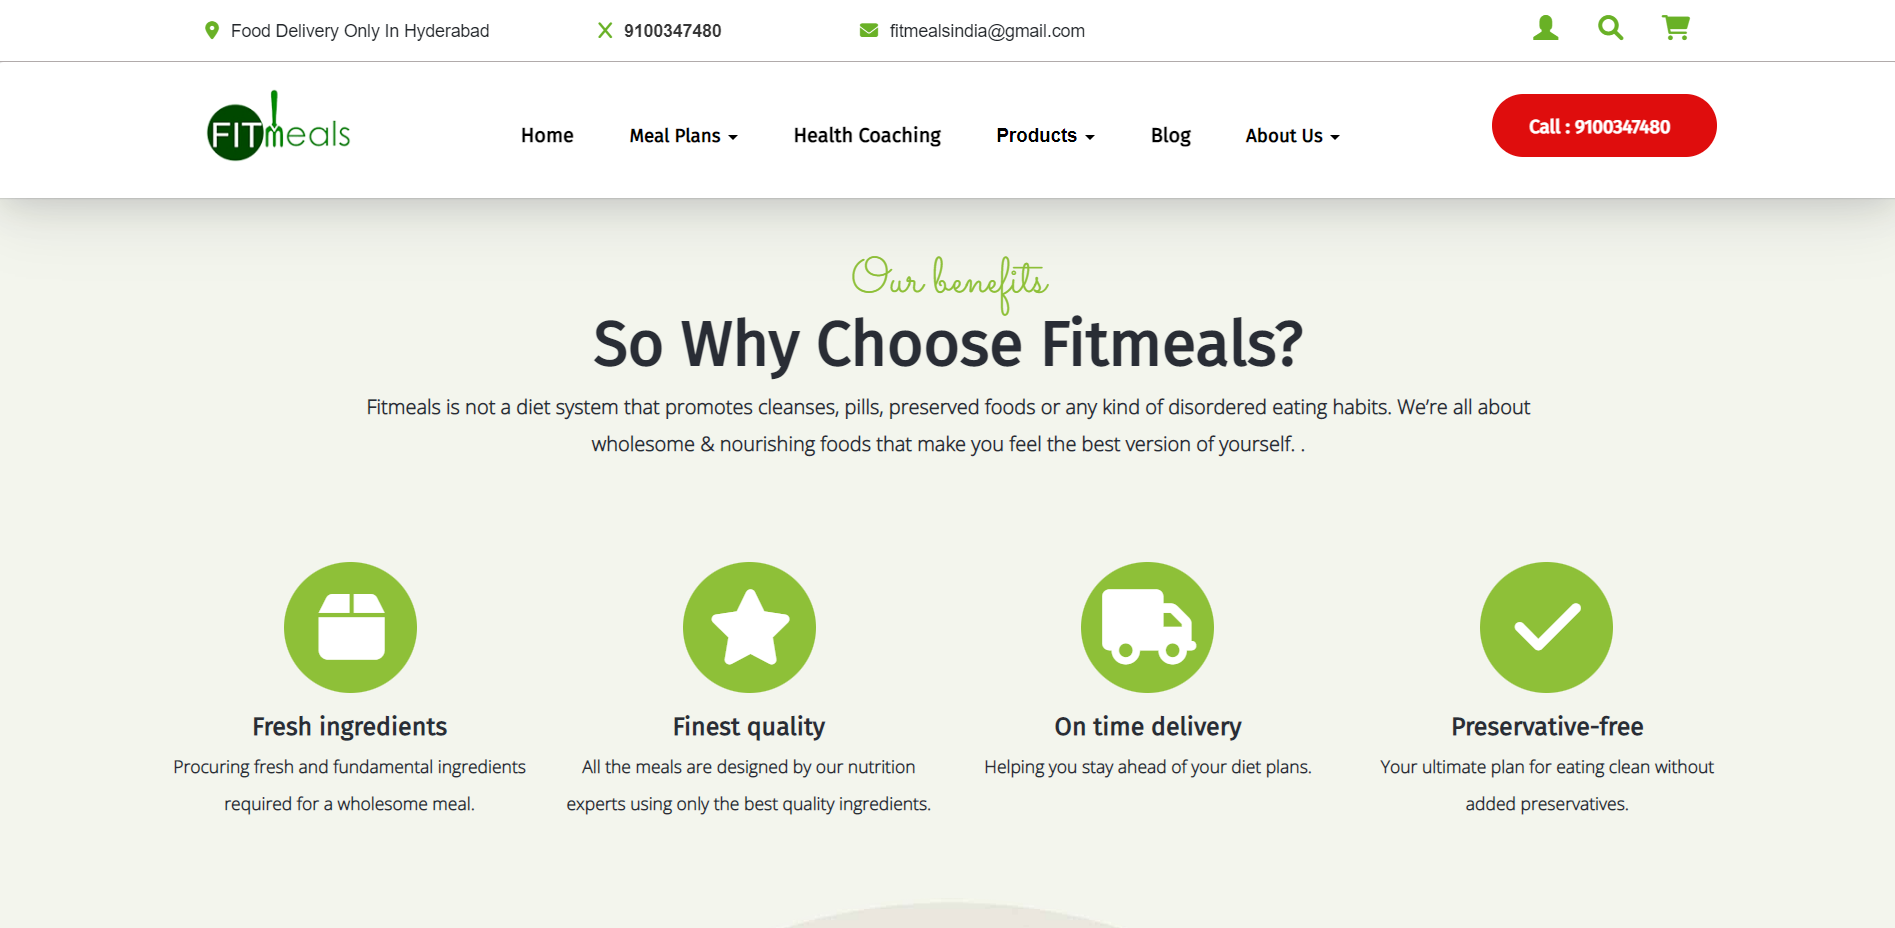 Food Delivery Only In Hyderabad
9100347480
fitmealsindia@gmail.com
FITmeals
Home
Meal Plans
Health Coaching
Products
Blog
About Us
Call : 9100347480
Our benefits
So Why Choose Fitmeals?
Fitmeals is not a diet system that promotes cleanses, pills, preserved foods or any kind of disordered eating habits. We’re all about
wholesome & nourishing foods that make you feel the best version of yourself. .
Fresh ingredients
Procuring fresh and fundamental ingredients
required for a wholesome meal.
Finest quality
All the meals are designed by our nutrition
experts using only the best quality ingredients.
On time delivery
Helping you stay ahead of your diet plans.
Preservative-free
Your ultimate plan for eating clean without
added preservatives.